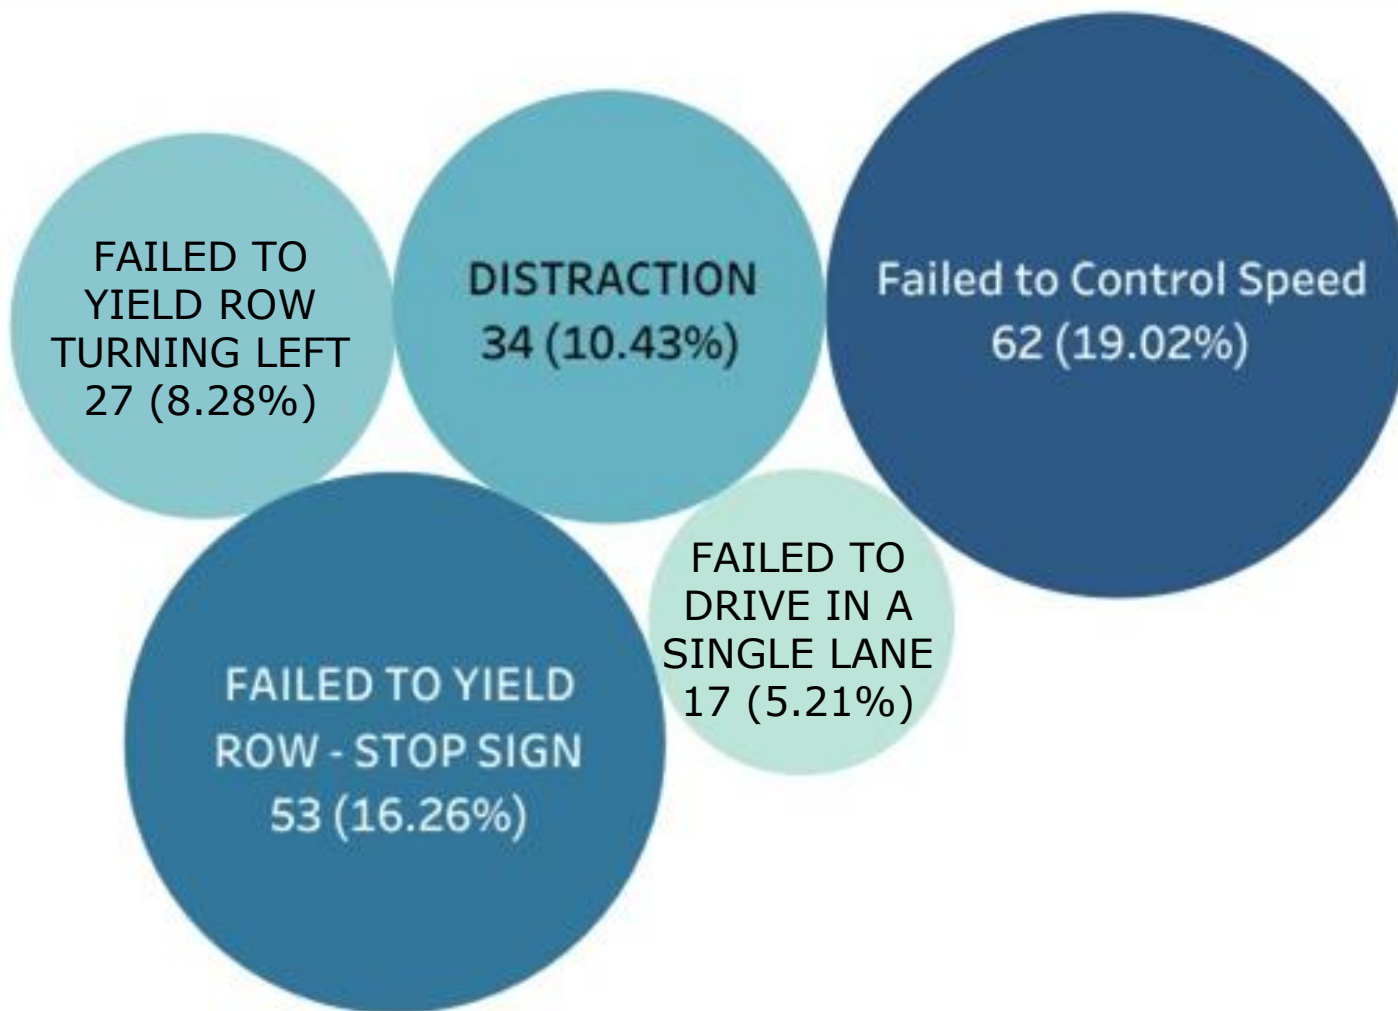 FAILED TO
YIELD ROW
TURNING LEFT
27 (8.28%)
DISTRACTION
34 (10.43%)
Failed to Control Speed
62 (19.02%)
FAILED TO YIELD
ROW - STOP SIGN
53 (16.26%)
FAILED TO
DRIVE IN A
SINGLE LANE
17 (5.21%)